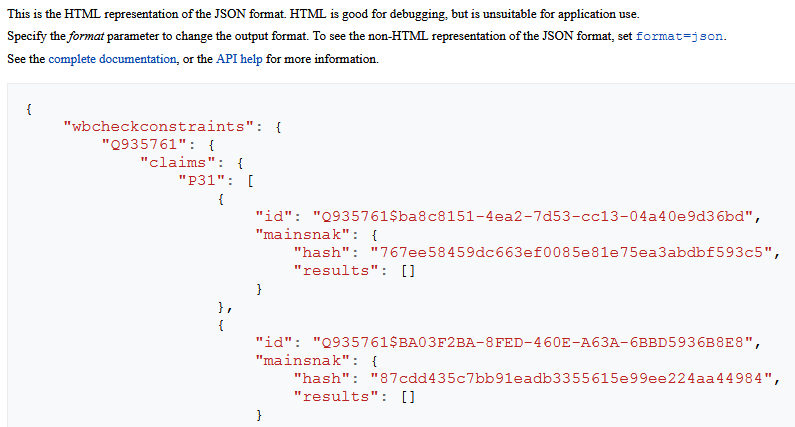 This is the HTML representation of the JSON format. HTML is good for debugging, but is unsuitable for application use.
Specify the format parameter to change the output format. To see the non-HTML representation of the JSON format, set format=json.
See the complete documentation, or the API help for more information.
{
"wbcheckconstraints": {
"Q935761": {
"claims": {
"P31": [
{
"id": "Q935761$ba8c8151-4ea2-7d53-cc13-04a40e9d36bd",
"mainsnak": {
"hash": "767ee58459dc663ef0085e81e75ea3abdbf593c5",
"results": []
}
},
{
"id": "Q935761$BA03F2BA-8FED-460E-A63A-6BBD5936B8E8",
"mainsnak": {
"hash": "87cdd435c7bb91eadb3355615e99ee224aa44984",
"results": []
}